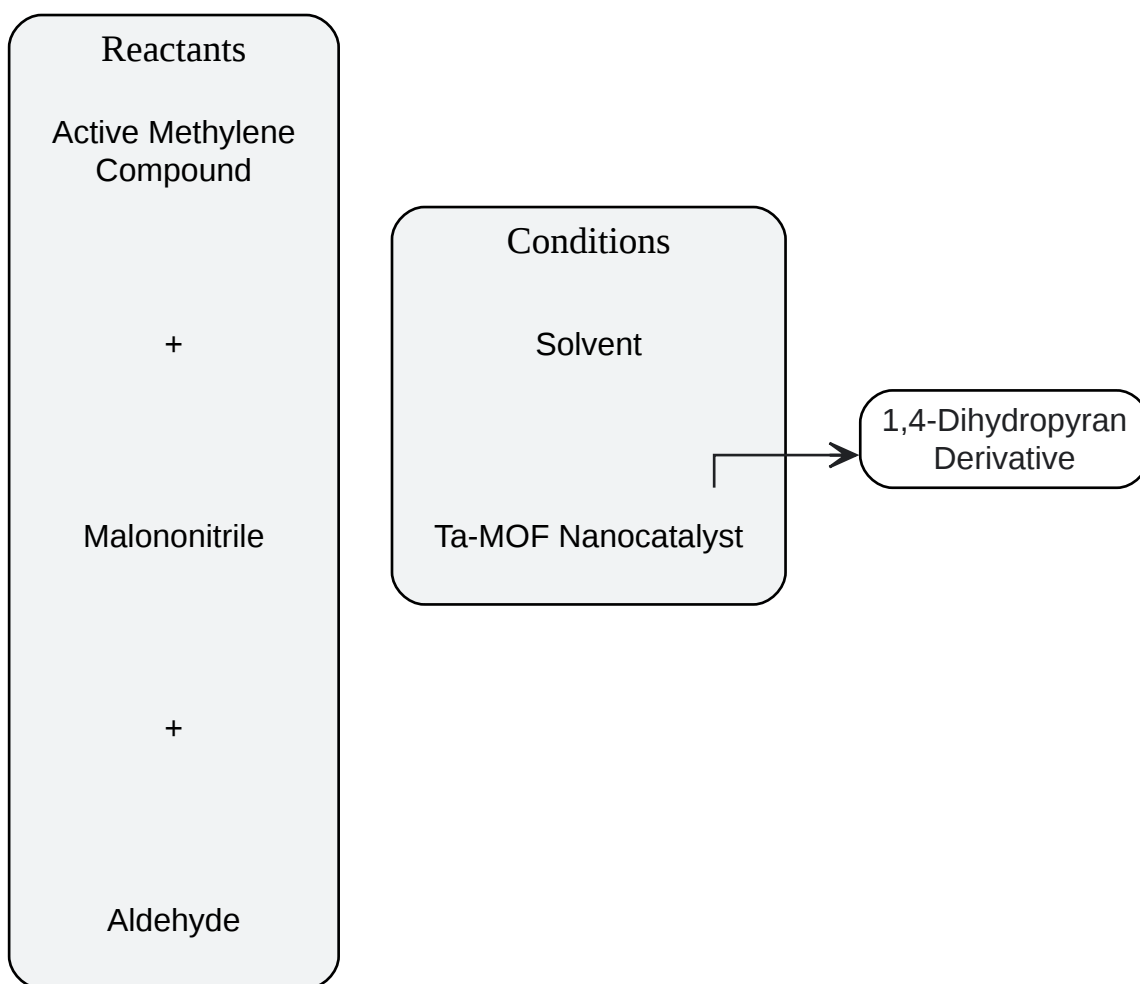 Reactants
Active Methylene
Compound
+
Malononitrile
+
Aldehyde
Conditions
Solvent
Ta-MOF Nanocatalyst
1,4-Dihydropyran
Derivative